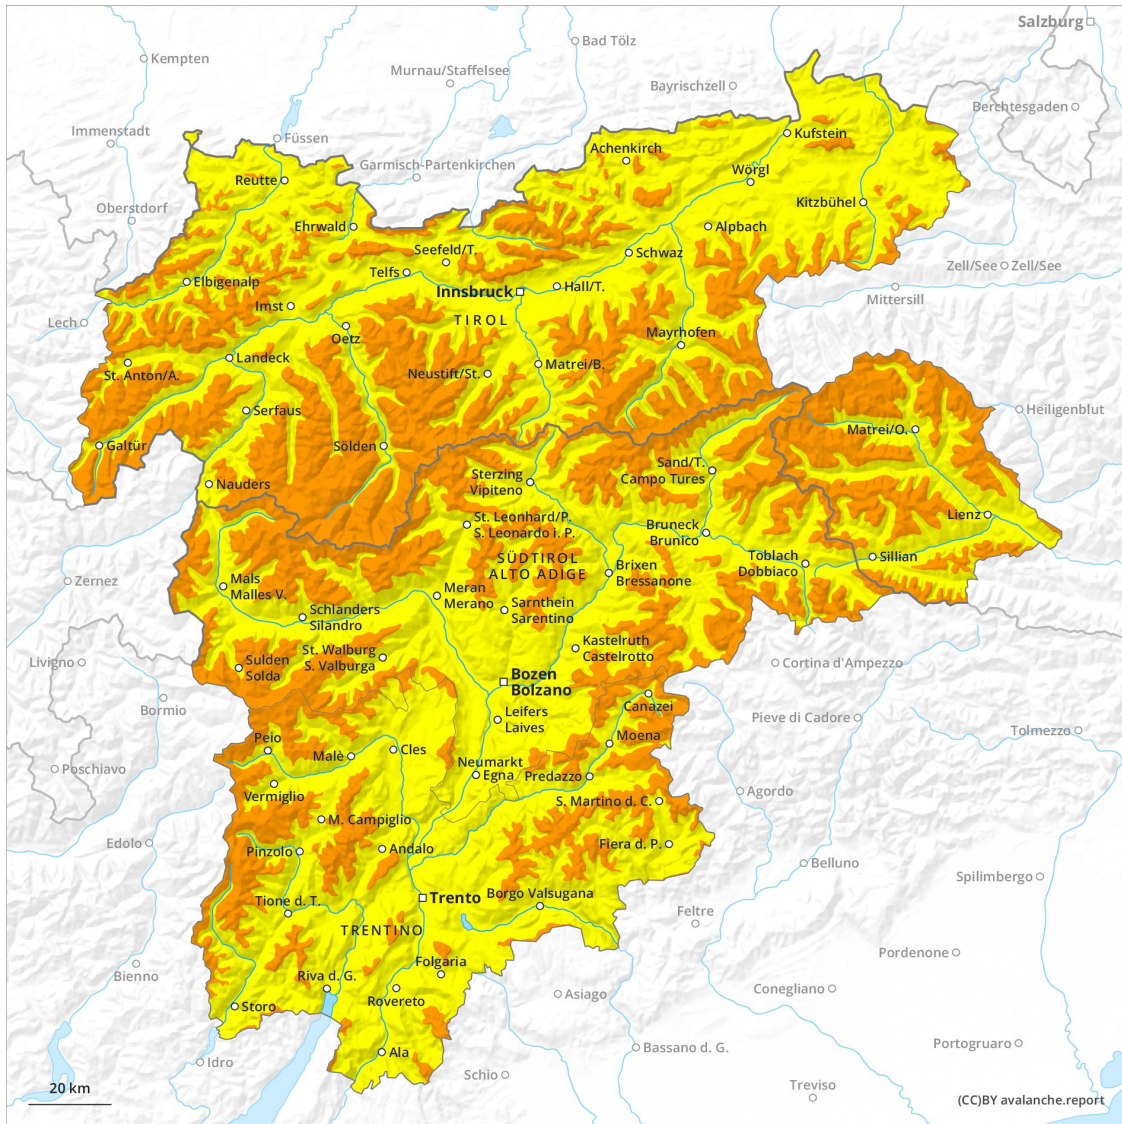 Salzburg
Bad Tölz
Kempten
Murnau/Staffelsee
Bayrischzell
Berchtesgaden
Immenstadt
Füssen
Kufstein
Achenkirch
Garmisch-Partenkirchen
Wörgl
Reutte
Kitzbühel
Oberstdorf
Ehrwald
Alpbach
Seefeld/T.
Schwaz
Telfs
Zell/See
Zell/See
Elbigenalp
Innsbruck
Hall/T.
Mittersill
Imst
Lech
TIROL
Oetz
Mayrhofen
Landeck
Matrei/B.
St. Anton/A.
Neustift/St.
Serfaus
Heiligenblut
Matrei/O.
Galtür
Sölden
Sand/T.
Campo Tures
Sterzing
Vipiteno
Nauders
Lienz
St. Leonhard/P.
S. Leonardo i. P.
Bruneck
Brunico
SÜDTIROL
ALTO ADIGE
Toblach
Dobbiaco
Sillian
Brixen
Bressanone
Zernez
Mals
Malles V.
Meran
Merano
Sarnthein
Sarentino
Schlanders
Silandro
Kastelruth
Castelrotto
St. Walburg
S. Valburga
Livigno
Sulden
Solda
Cortina d'Ampezzo
Bozen
Bolzano
Canazei
Bormio
Leifers
Laives
Pieve di Cadore
Tolmezzo
Peio
Moena
Cles
Malè
Poschiavo
Neumarkt
Egna
Predazzo
Vermiglio
Agordo
S. Martino d. C.
M. Campiglio
Edolo
Pinzolo
Andalo
Fiera d. P.
Belluno
Spilimbergo
Trento
Borgo Valsugana
Tione d. T.
Feltre
TRENTINO
Pordenone
Folgaria
Bienno
Riva d. G.
Conegliano
Asiago
Rovereto
Storo
Portogruaro
Bassano d. G.
Ala
Idro
Schio
Treviso
20 km
(CC)BY avalanche.report